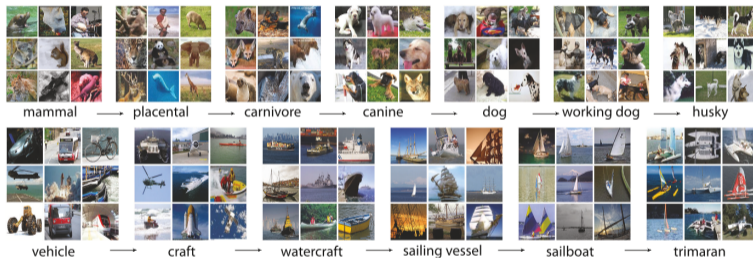 mammal → placental → carnivore → canine → dog → working dog → husky
vehicle → craft → watercraft → sailing vessel → sailboat → trimaran